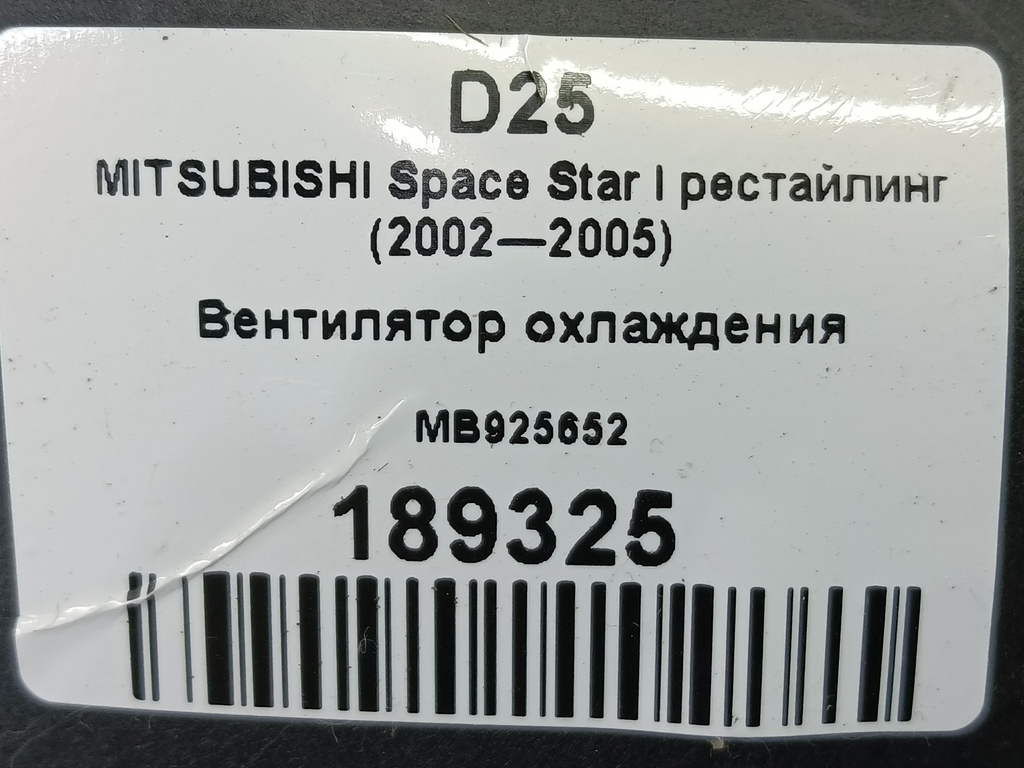 D25
MITSUBISHI Space Star I рестайлинг
(2002—2005)
Вентилятор охлаждения
MB925652
189325